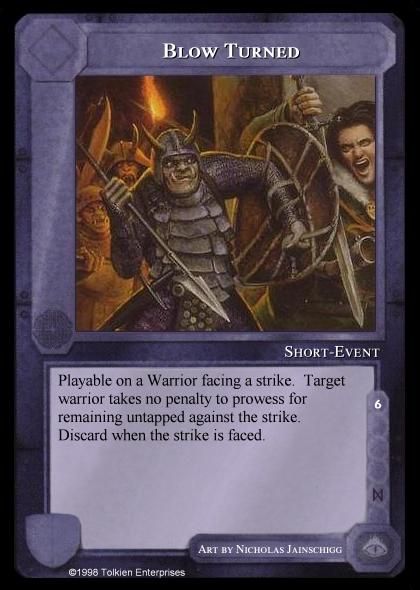 BLOW TURNED
SHORT-EVENT
Playable on a Warrior facing a strike. Target
warrior takes no penalty to prowess for
remaining untapped against the strike.
Discard when the strike is faced.
6
ART BY NICHOLAS JAINSCHIGG
©1998 Tolkien Enterprises